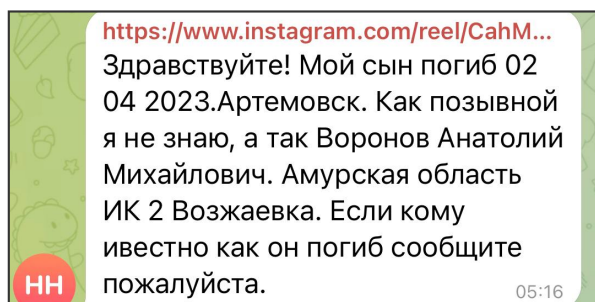 https://www.instagram.com/reel/CahM...
Здравствуйте! Мой сын погиб 02
04 2023.Артемовск. Как позывной
я не знаю, а так Воронов Анатолий
Михайлович. Амурская область
ИК 2 Возжаевка. Если кому
ивестно как он погиб сообщите
пожалуйста.
НН
05:16